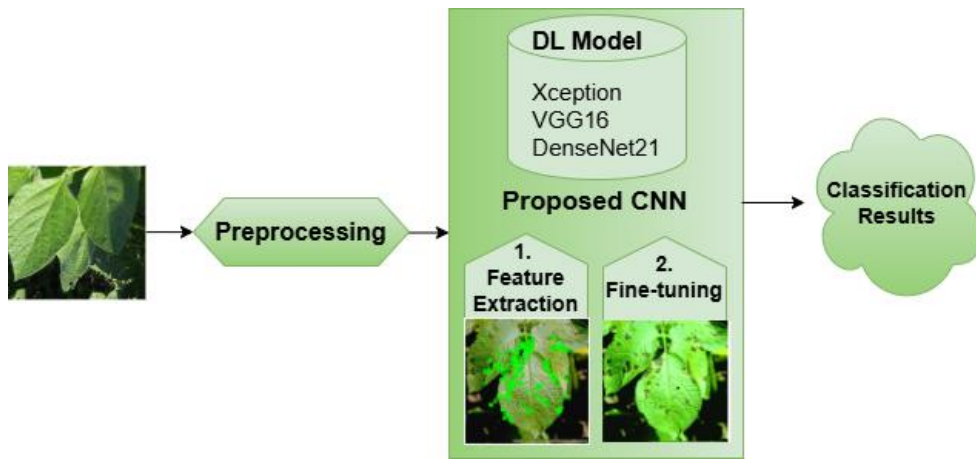 DL Model
Xception
VGG16
DenseNet21
Proposed CNN
Preprocessing
1.
Feature
Extraction
2.
Fine-tuning
Classification
Results